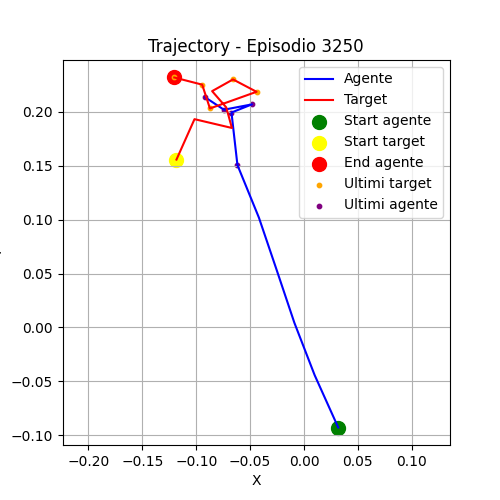 Trajectory - Episodio 3250
Agente
Target
Start agente
Start target
End agente
Ultimi target
Ultimi agente
0.20
0.15
0.10
0.05
0.00
−0.05
−0.10
−0.20
−0.15
−0.10
−0.05
0.00
0.05
0.10
X